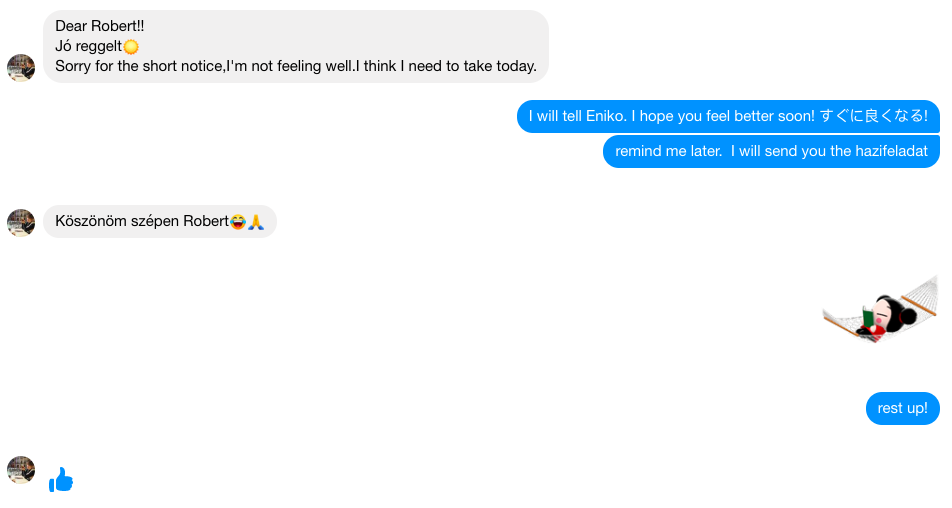 Dear Robert!!
Jó reggelt🌞
Sorry for the short notice,I'm not feeling well.I think I need to take today.
I will tell Eniko. I hope you feel better soon! すぐに良くなる!
remind me later.  I will send you the hazifeladat
Köszönöm szépen Robert😂🙏
rest up!